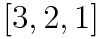 [3, 2, 1]